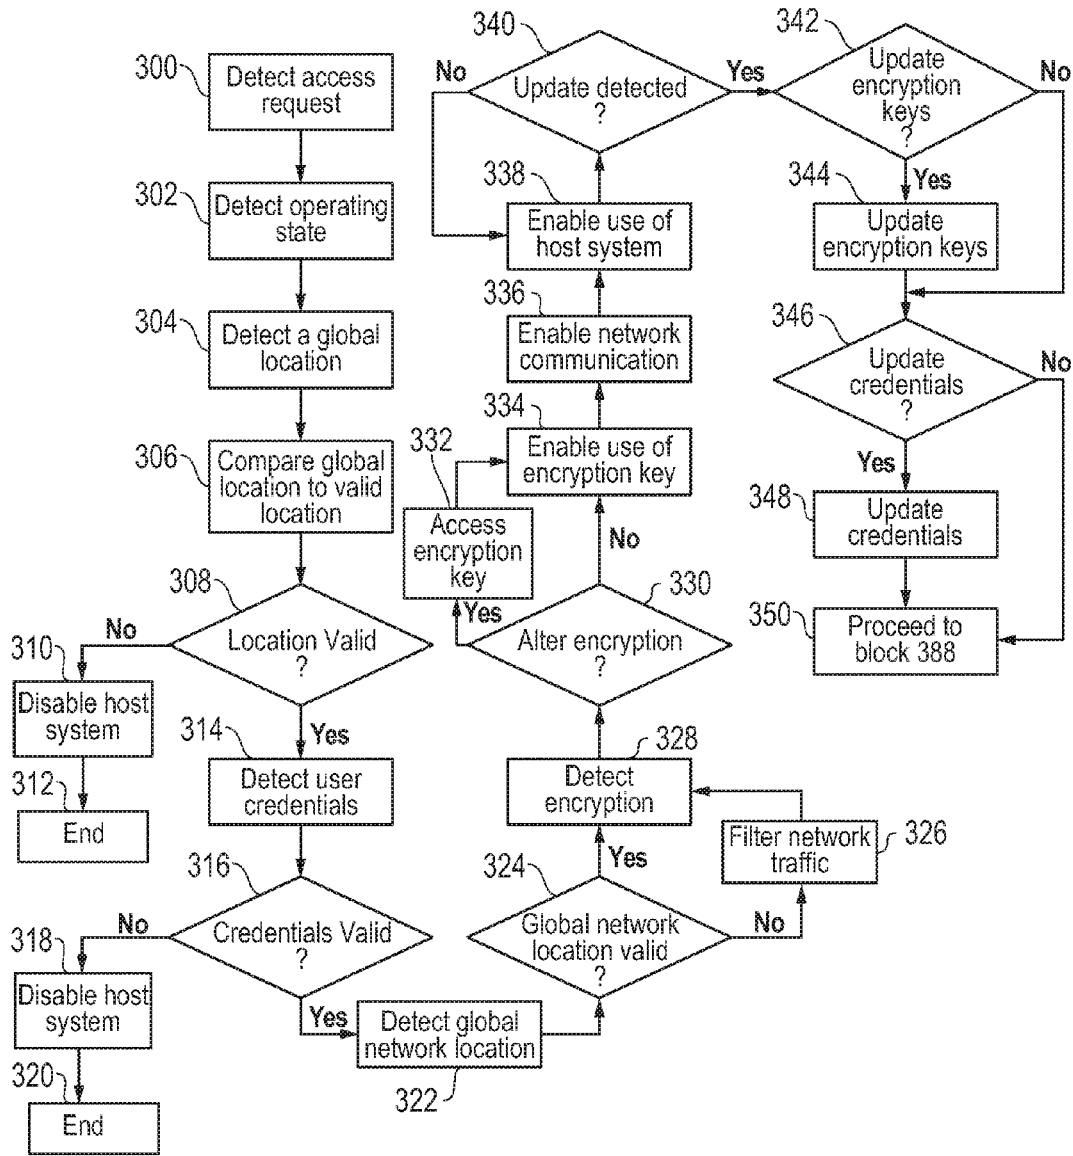 300
Detect access
request
302
Detect operating
state
304
Detect a global
location
306
Compare global
location to valid
location
308
Location Valid
?
No
310
Disable host
system
312
End
Yes
314
Detect user
credentials
316
Credentials Valid
?
No
318
Disable host
system
320
End
Yes
Detect global
network location
322
324
Global network
location valid
?
No
Filter network
traffic
326
Yes
328
Detect
encryption
330
Alter encryption
?
Yes
332
Access
encryption
key
No
334
Enable use of
encryption key
336
Enable network
communication
338
Enable use of
host system
340
Update detected
?
No
Yes
342
Update
encryption
keys
?
No
Yes
344
Update
encryption keys
346
Update
credentials
?
No
Yes
348
Update
credentials
350
Proceed to
block 388